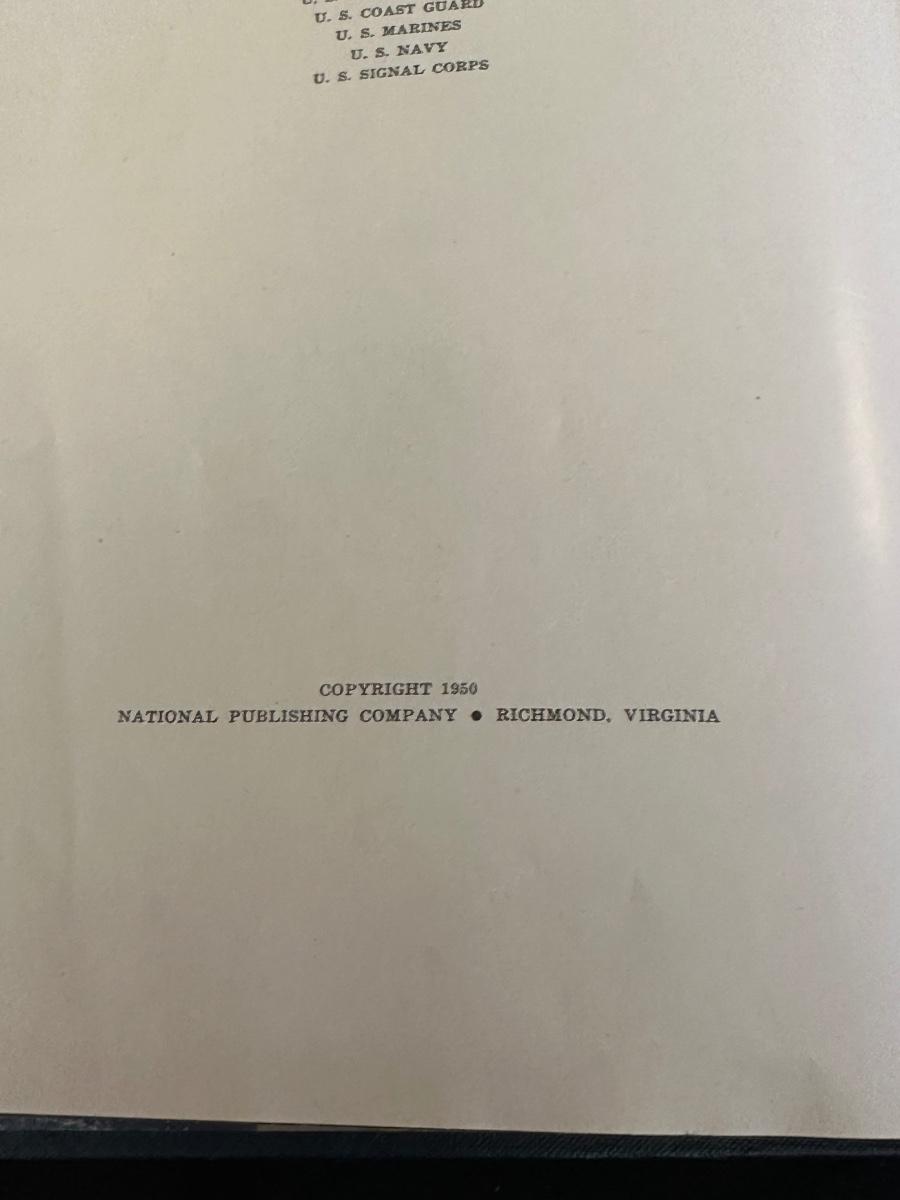 U. S. COAST GUARD
U. S. MARINES
U. S. NAVY
U. S. SIGNAL CORPS
COPYRIGHT 1950
NATIONAL PUBLISHING COMPANY ● RICHMOND, VIRGINIA